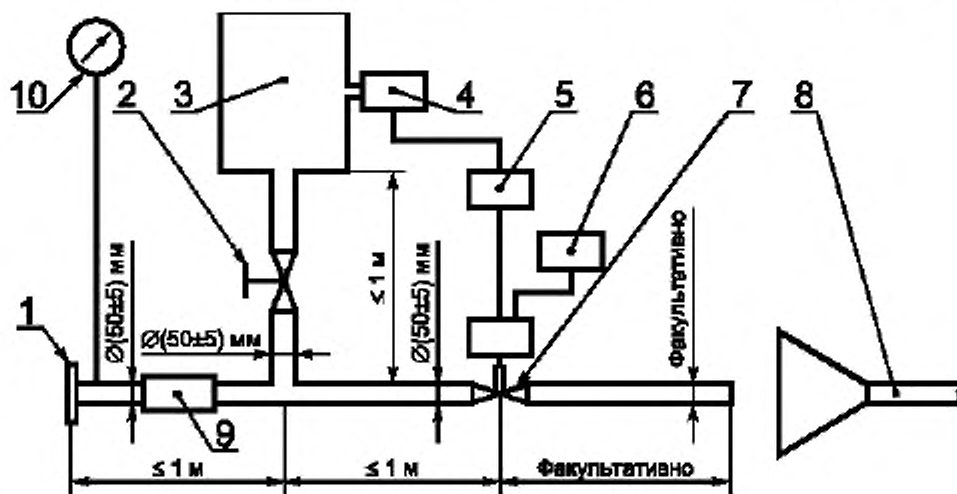 10
2
3
4
5
6
7
8
1
Ø(50±5) мм
Ø(50±5) мм
≤ 1 м
Ø(50±5) мм
Факультативно
9
≤ 1 м
≤ 1 м
Факультативно